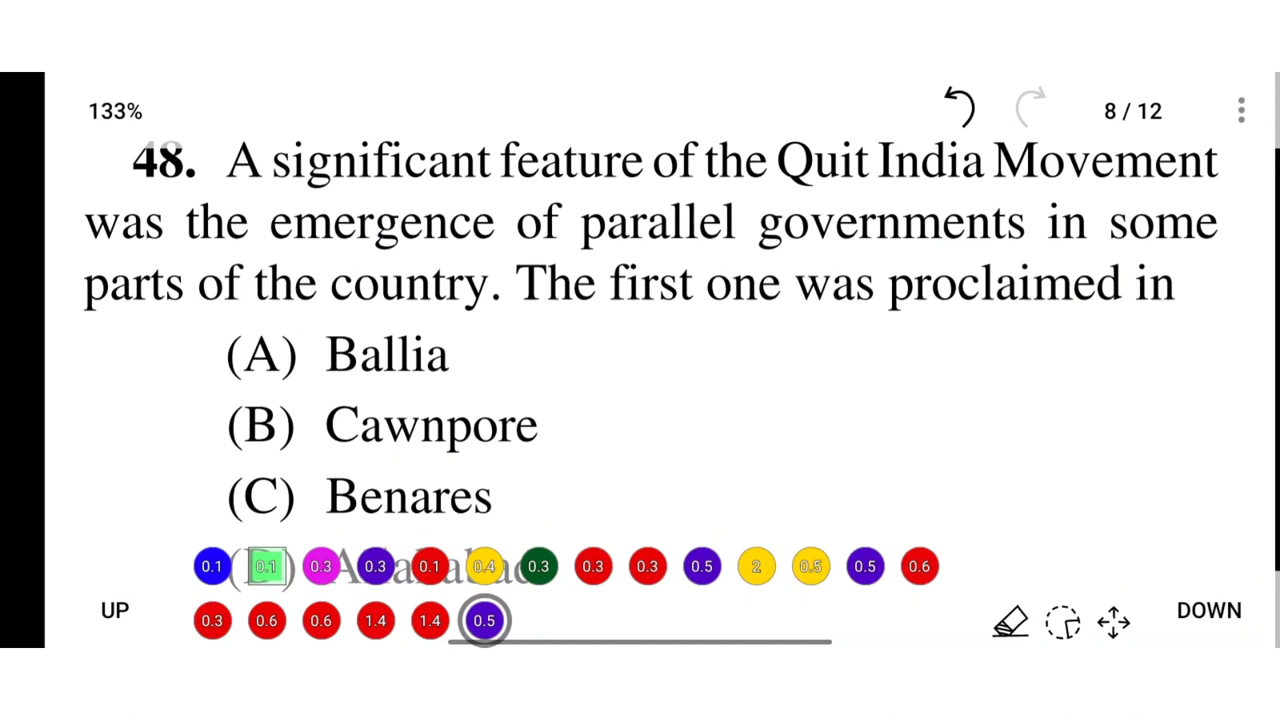 133%
8 / 12
48. A significant feature of the Quit India Movement
was the emergence of parallel governments in some
parts of the country. The first one was proclaimed in
(A) Ballia
(B) Cawnpore
(C) Benares
0.1 0.1 0.3 0.3 0.1 0.4 0.3 0.3 0.3 0.5 2 0.5 0.5 0.6
UP
0.3 0.6 0.6 1.4 1.4 0.5
DOWN